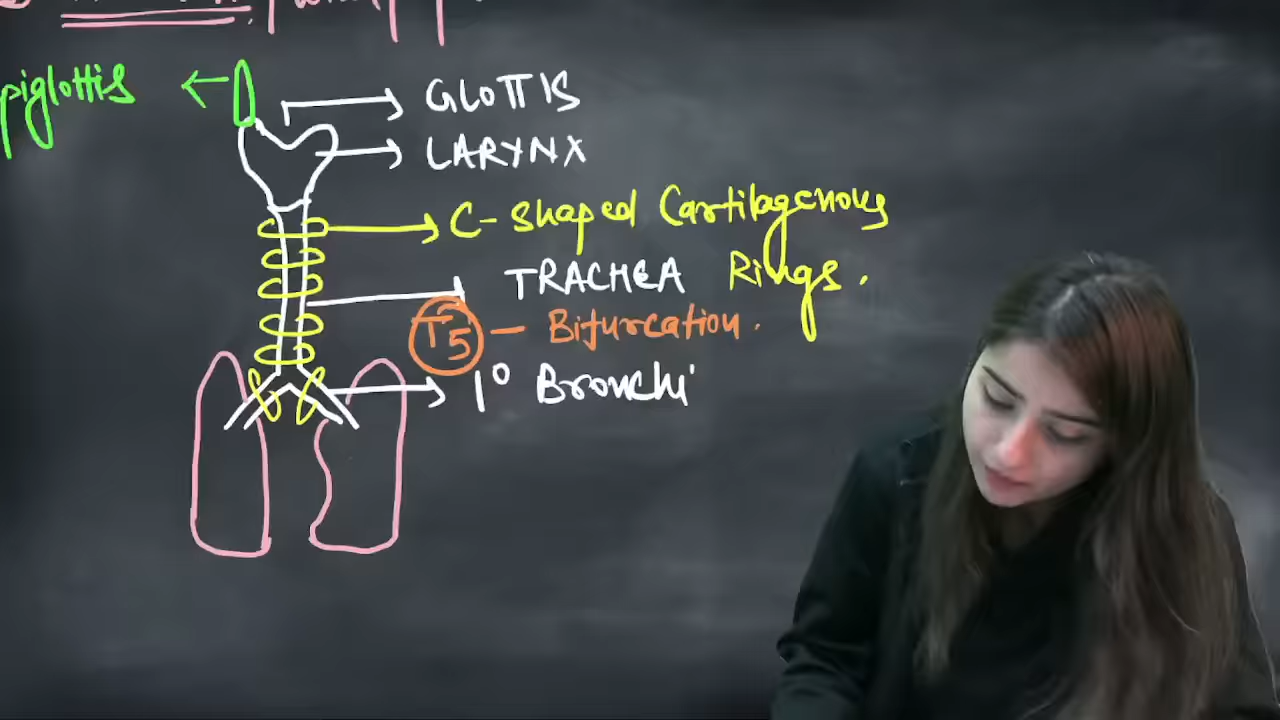 piglottis ← → GLOTTIS
→ LARYNX
→ C-Shaped Cartilagenous
TRACHEA Rings.
T5 - Bifurcation.
→ 1° Bronchi